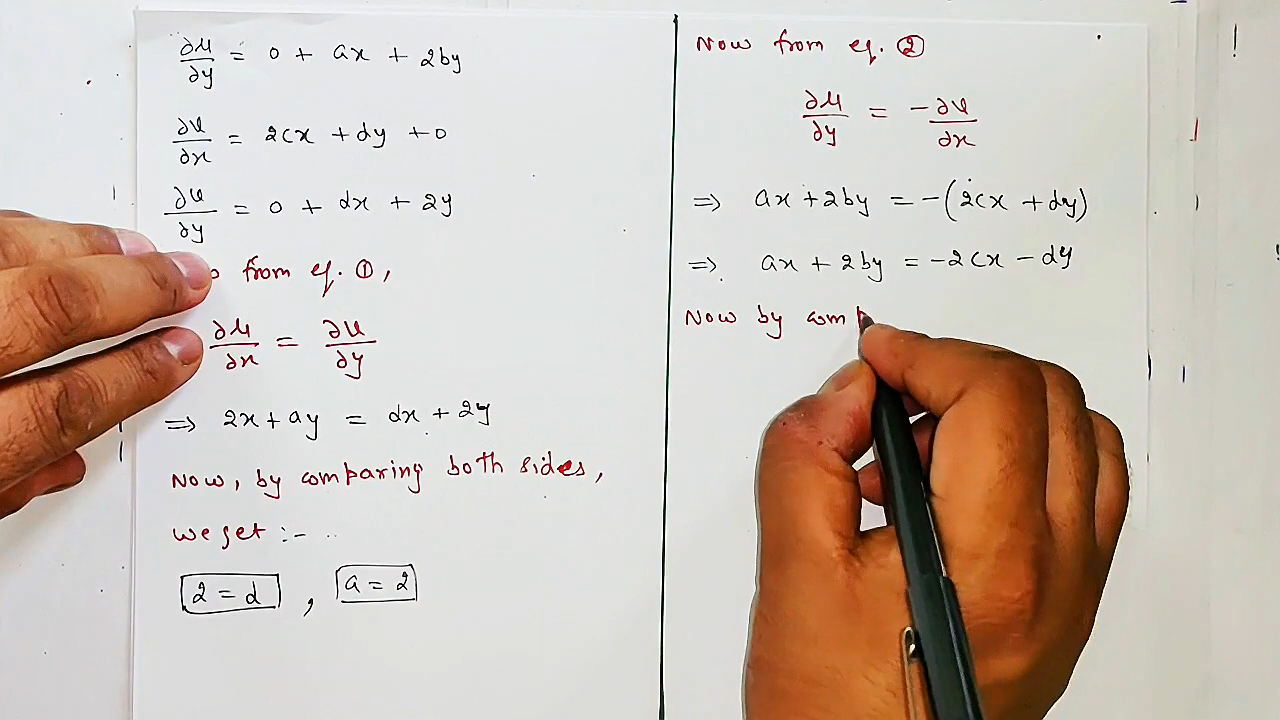 ∂u/∂y = 0 + ax + 2by
∂v/∂x = 2cx + dy + 0
∂v/∂y = 0 + dx + 2y
from eq. ①,
∂u/∂x = ∂v/∂y
⇒ 2x + ay = dx + 2y
Now, by comparing both sides,
we get :-
2 = d , a = 2
Now from eq. ②
∂u/∂y = -∂v/∂x
⇒ ax + 2by = -(2cx + dy)
⇒ ax + 2by = -2cx - dy
Now by comp